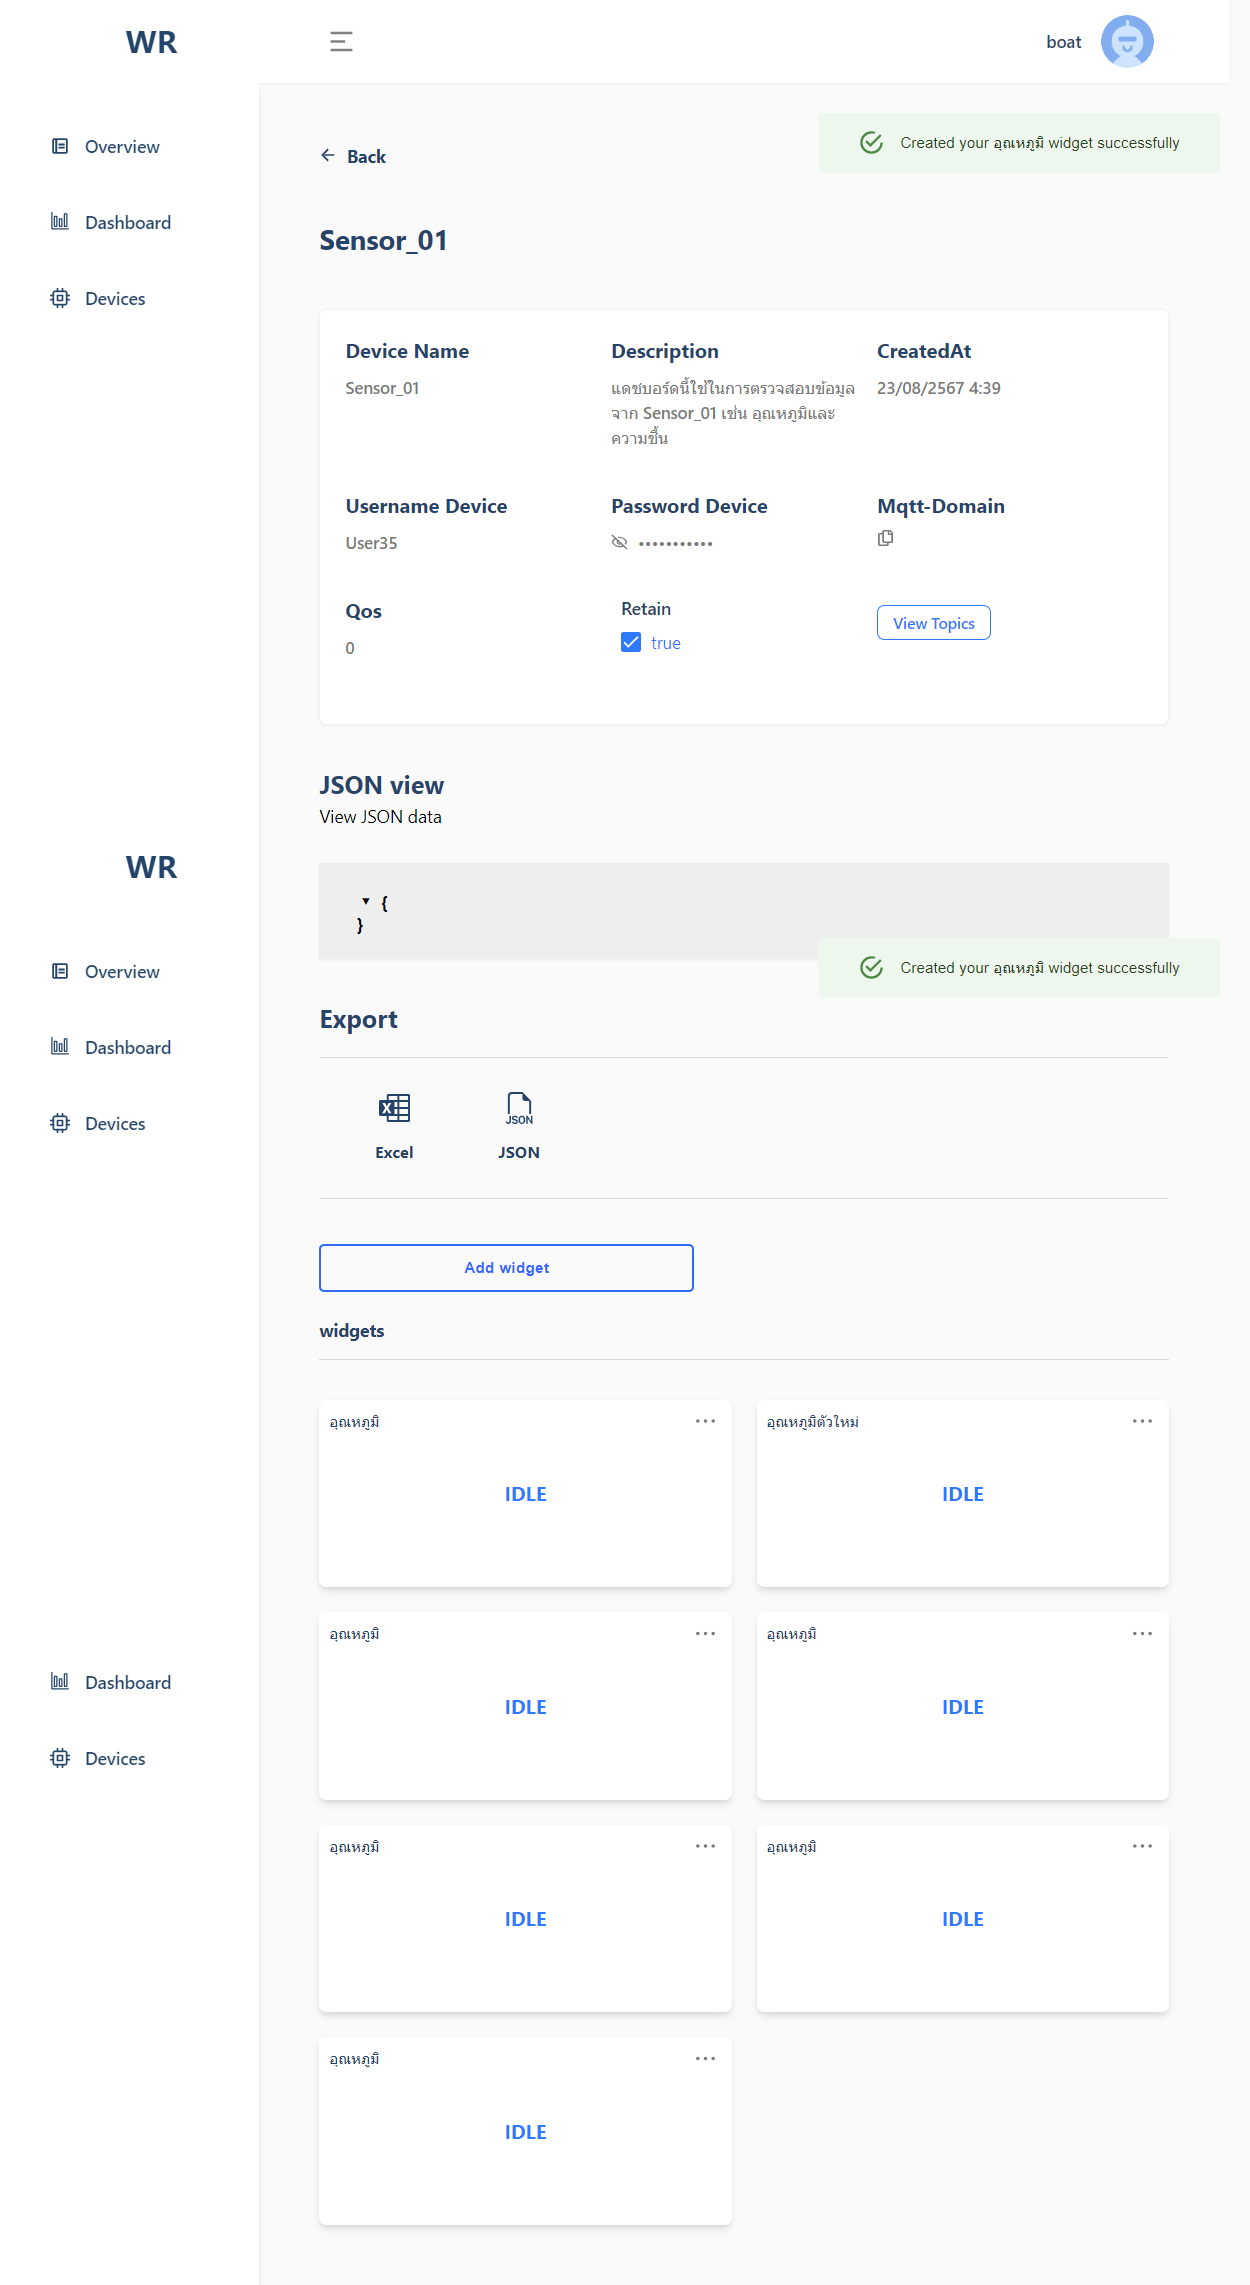 WR
boat
Overview
Dashboard
Devices
Created your อุณหภูมิ widget successfully
Back
Sensor_01
Device Name
Sensor_01
Description
แดชบอร์ดนี้ใช้ในการตรวจสอบข้อมูล
จาก Sensor_01 เช่น อุณหภูมิและ
ความชื้น
CreatedAt
23/08/2567 4:39
Username Device
User35
Password Device
•••••••••••
Mqtt-Domain
Qos
0
Retain
true
View Topics
JSON view
View JSON data
WR
▼ {
}
Overview
Dashboard
Devices
Created your อุณหภูมิ widget successfully
Export
Excel
JSON
JSON
Add widget
widgets
อุณหภูมิ
IDLE
อุณหภูมิตัวใหม่
IDLE
Dashboard
Devices
อุณหภูมิ
IDLE
อุณหภูมิ
IDLE
อุณหภูมิ
IDLE
อุณหภูมิ
IDLE
อุณหภูมิ
IDLE